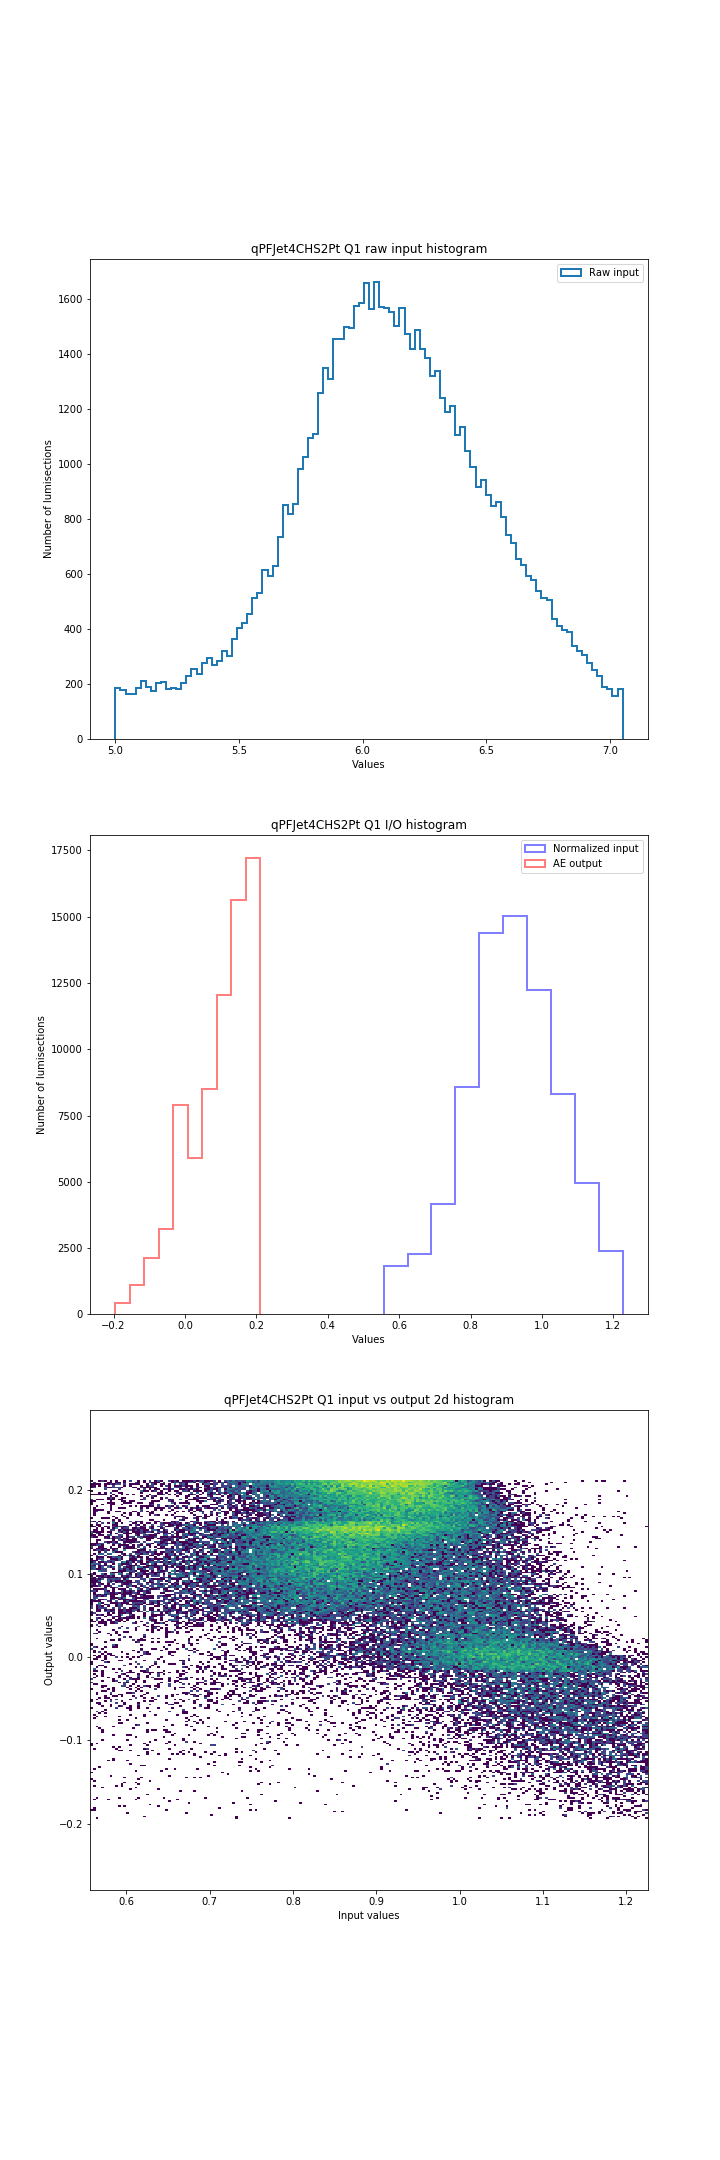 qPFJet4CHS2Pt Q1 raw input histogram
Raw input
1600
1400
1200
1000
800
600
400
200
0
Number of lumisections
5.0 5.5 6.0 6.5 7.0
Values
qPFJet4CHS2Pt Q1 I/O histogram
Normalized input
AE output
17500
15000
12500
10000
7500
5000
2500
0
Number of lumisections
−0.2 0.0 0.2 0.4 0.6 0.8 1.0 1.2
Values
qPFJet4CHS2Pt Q1 input vs output 2d histogram
0.2
0.1
0.0
−0.1
−0.2
Output values
0.6 0.7 0.8 0.9 1.0 1.1 1.2
Input values